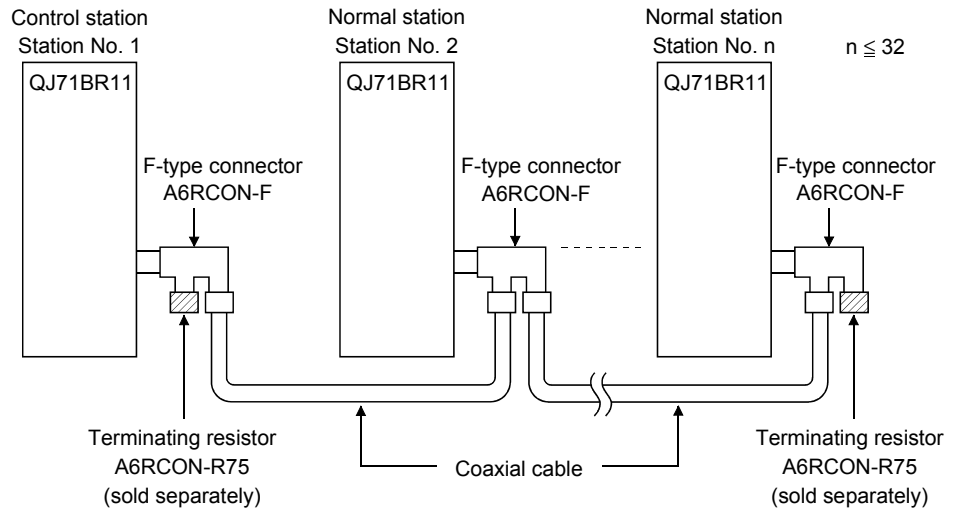 Control station
Station No. 1
Normal station
Station No. 2
Normal station
Station No. n
n ≦ 32
QJ71BR11
QJ71BR11
QJ71BR11
F-type connector
A6RCON-F
F-type connector
A6RCON-F
F-type connector
A6RCON-F
Terminating resistor
A6RCON-R75
(sold separately)
Coaxial cable
Terminating resistor
A6RCON-R75
(sold separately)